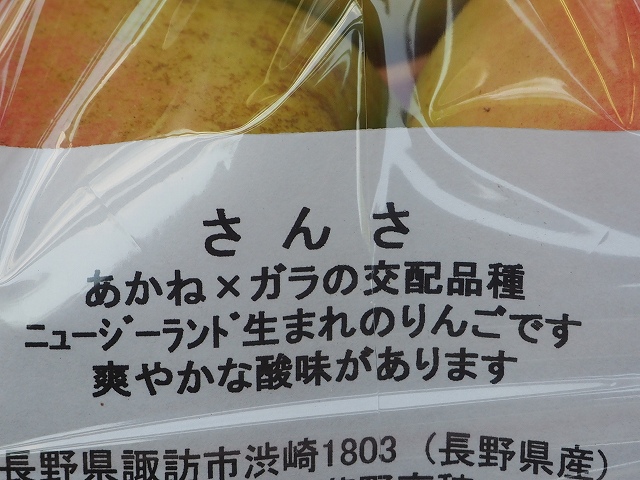 さんさ
あかね×ガラの交配品種
ニュージーランド生まれのりんごです
爽やかな酸味があります
長野県諏訪市渋崎1803（長野県産）